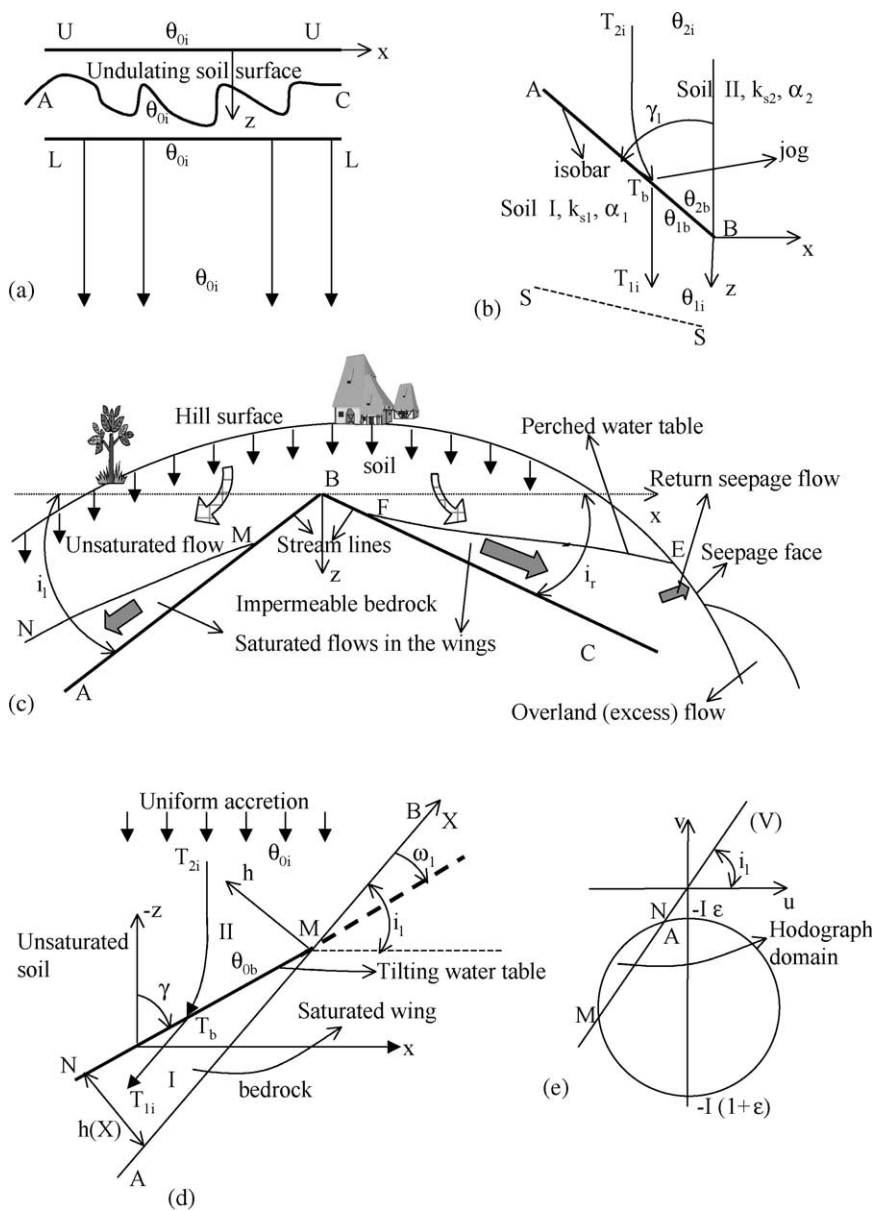 (a)
U θ0i U
x
Undulating soil surface
A θ0i z C
L θ0i L
θ0i
(b)
T2i θ2i
A Soil II, ks2, α2
γ1
isobar Tb jog
Soil I, ks1, α1 θ1b θ2b B
x
T1i θ1i z
S
S
(c)
Hill surface
soil
Perched water table
B
Return seepage flow
x
F
Unsaturated flow M Stream lines
E Seepage face
il z ir
Impermeable bedrock
N
Saturated flows in the wings
A C
Overland (excess) flow
(d)
Uniform accretion
B X
T2i θ0i ω1
h
-z M il
Unsaturated
soil
II
θ0b
Tilting water table
γ
Tb Saturated wing
N x
I
T1i bedrock
h(X)
A
(e)
v (V)
il
N -I ε u
A Hodograph
domain
M
-I (1+ε)